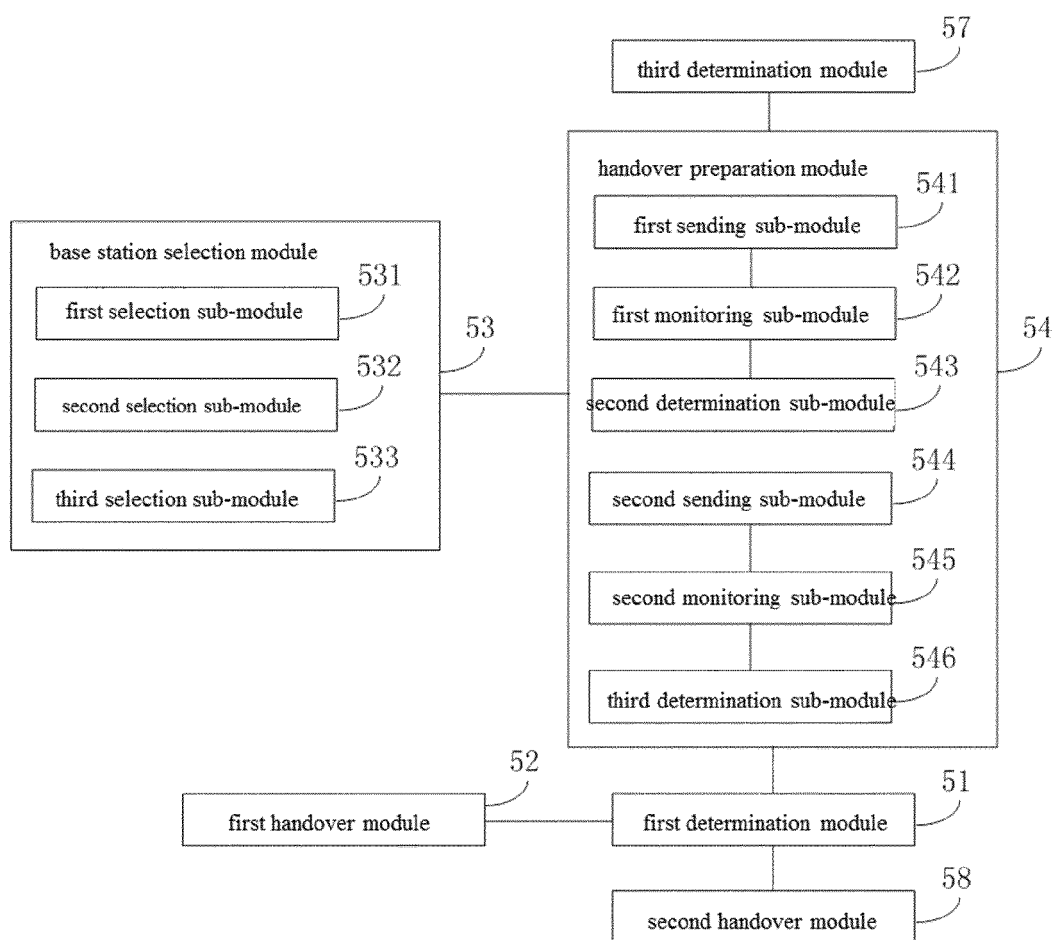 57
third determination module
handover preparation module
541
first sending sub-module
542
first monitoring sub-module
543
second determination sub-module
544
second sending sub-module
545
second monitoring sub-module
546
third determination sub-module
54
base station selection module
531
first selection sub-module
532
second selection sub-module
533
third selection sub-module
53
52
first handover module
51
first determination module
58
second handover module